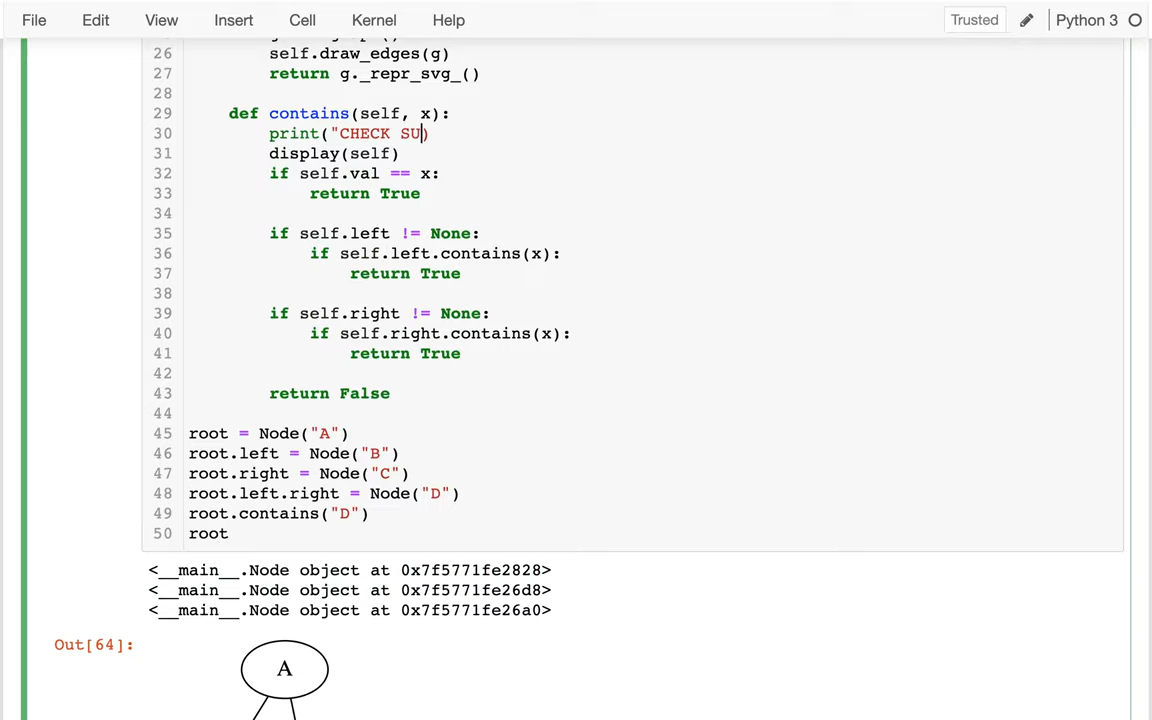 File Edit View Insert Cell Kernel Help Trusted Python 3
26 self.draw_edges(g)
27 return g._repr_svg_()
28
29 def contains(self, x):
30 print("CHECK SU)
31 display(self)
32 if self.val == x:
33 return True
34
35 if self.left != None:
36 if self.left.contains(x):
37 return True
38
39 if self.right != None:
40 if self.right.contains(x):
41 return True
42
43 return False
44
45 root = Node("A")
46 root.left = Node("B")
47 root.right = Node("C")
48 root.left.right = Node("D")
49 root.contains("D")
50 root
<__main__.Node object at 0x7f5771fe2828>
<__main__.Node object at 0x7f5771fe26d8>
<__main__.Node object at 0x7f5771fe26a0>
Out[64]:
A